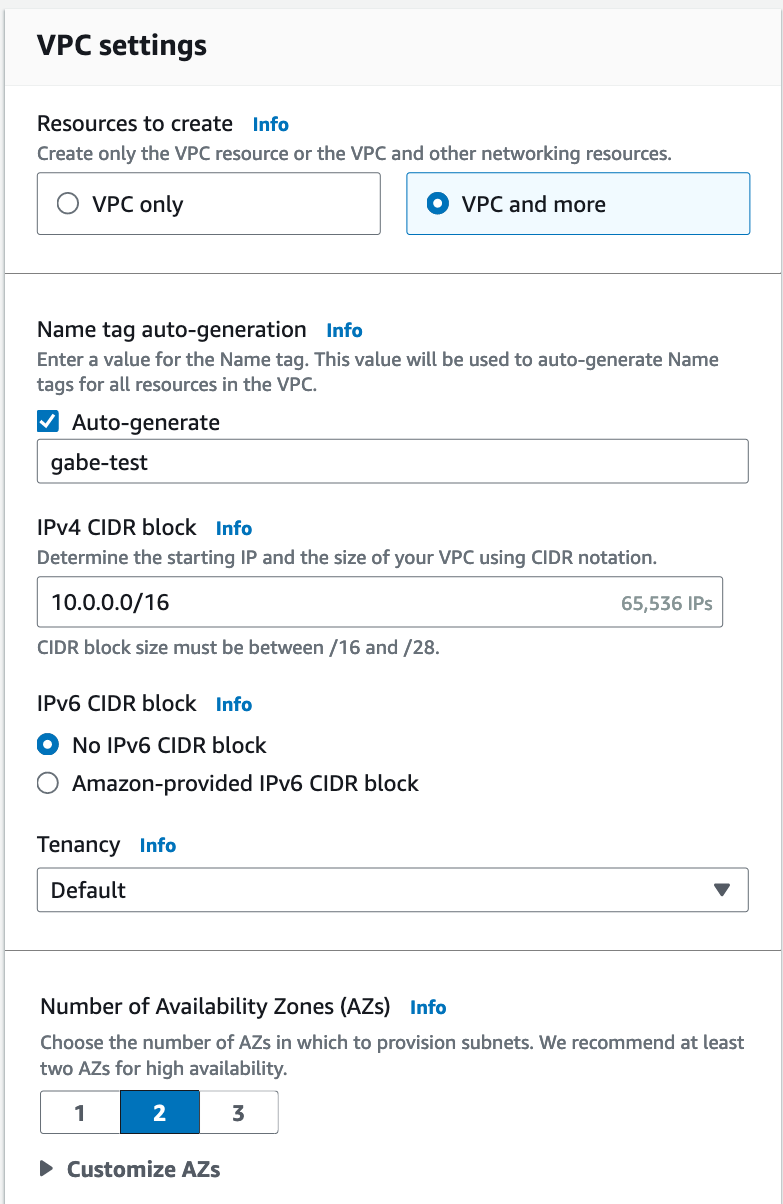 VPC settings
Resources to create Info
Create only the VPC resource or the VPC and other networking resources.
VPC only VPC and more
Name tag auto-generation Info
Enter a value for the Name tag. This value will be used to auto-generate Name
tags for all resources in the VPC.
Auto-generate
gabe-test
IPv4 CIDR block Info
Determine the starting IP and the size of your VPC using CIDR notation.
10.0.0.0/16 65,536 IPs
CIDR block size must be between /16 and /28.
IPv6 CIDR block Info
No IPv6 CIDR block
Amazon-provided IPv6 CIDR block
Tenancy Info
Default
Number of Availability Zones (AZs) Info
Choose the number of AZs in which to provision subnets. We recommend at least
two AZs for high availability.
1 2 3
Customize AZs